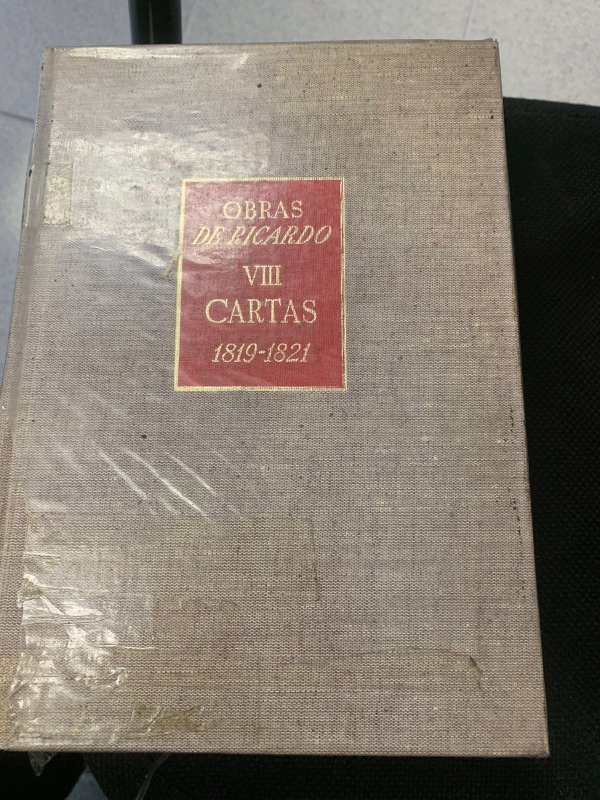 OBRAS
DE RICARDO
VIII
CARTAS
1819-1821